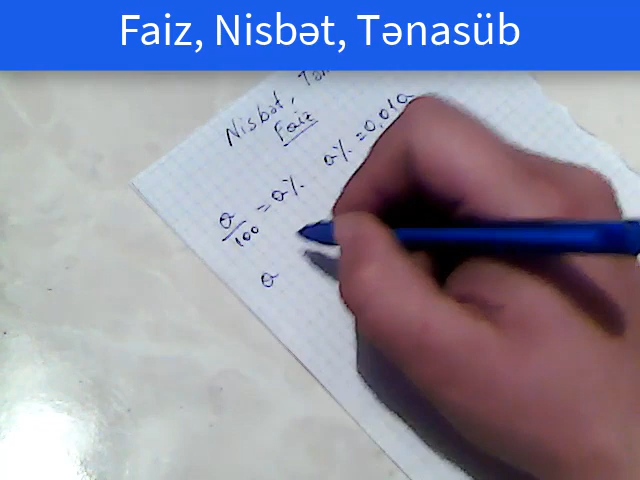 Faiz, Nisbət, Tənasüb
Nisbət,
Faiz
a/100 = a% a% = 0,01a
a